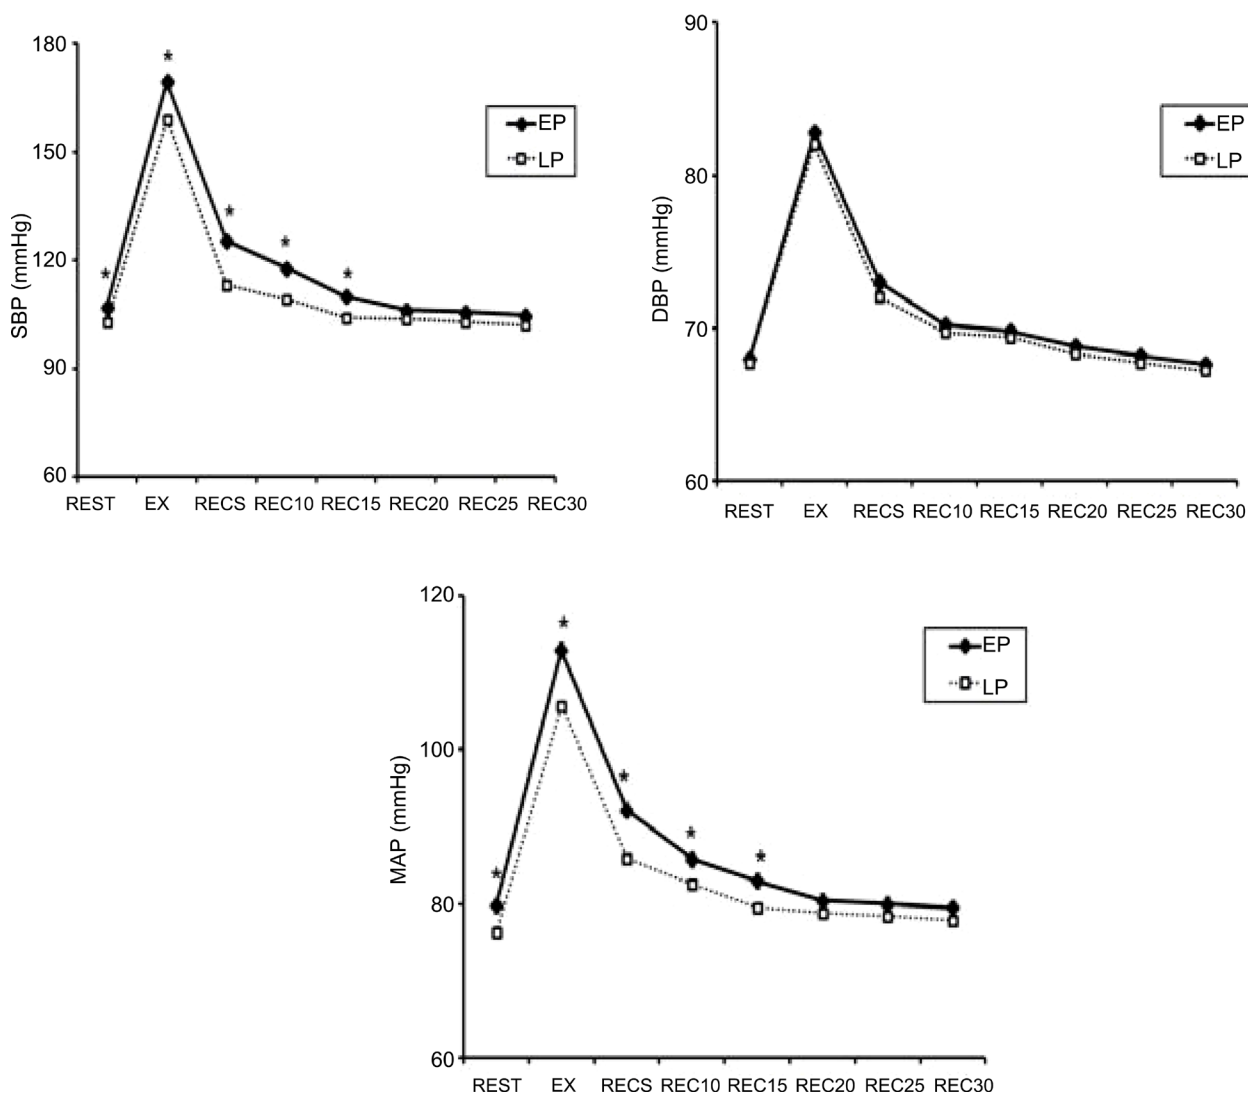 180
150
120
90
60
SBP (mmHg)
*
*
*
*
*
EP
LP
REST EX RECS REC10 REC15 REC20 REC25 REC30
90
80
70
60
DBP (mmHg)
EP
LP
REST EX RECS REC10 REC15 REC20 REC25 REC30
120
100
80
60
MAP (mmHg)
*
*
*
*
*
EP
LP
REST EX RECS REC10 REC15 REC20 REC25 REC30